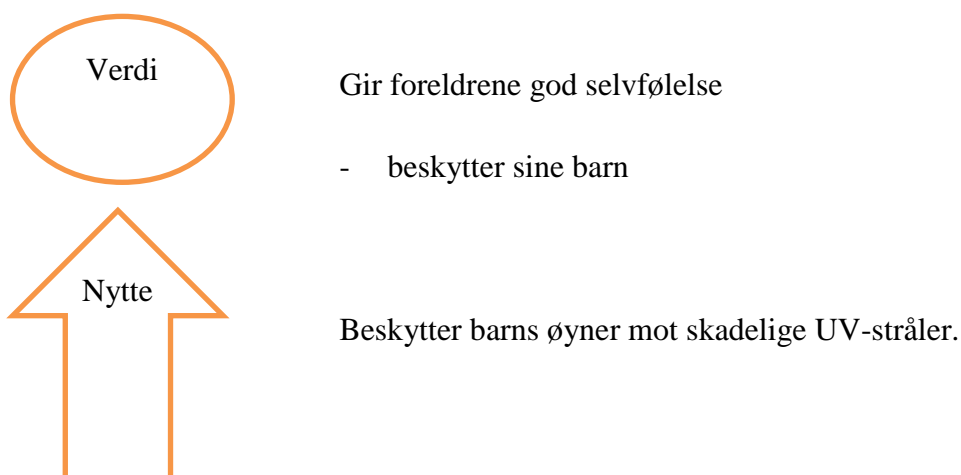 Verdi
Gir foreldrene god selvfølelse
- beskytter sine barn
Nytte
Beskytter barns øyner mot skadelige UV-stråler.